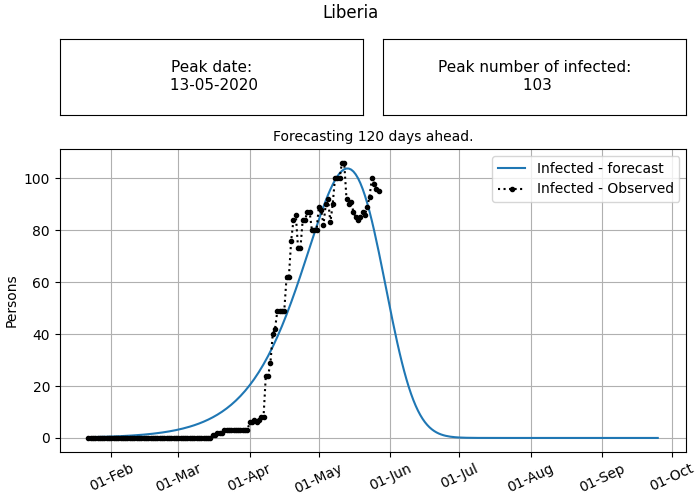 Liberia
Peak date:
13-05-2020
Peak number of infected:
103
Forecasting 120 days ahead.
Infected - forecast
Infected - Observed
Persons
100
80
60
40
20
0
01-Feb
01-Mar
01-Apr
01-May
01-Jun
01-Jul
01-Aug
01-Sep
01-Oct